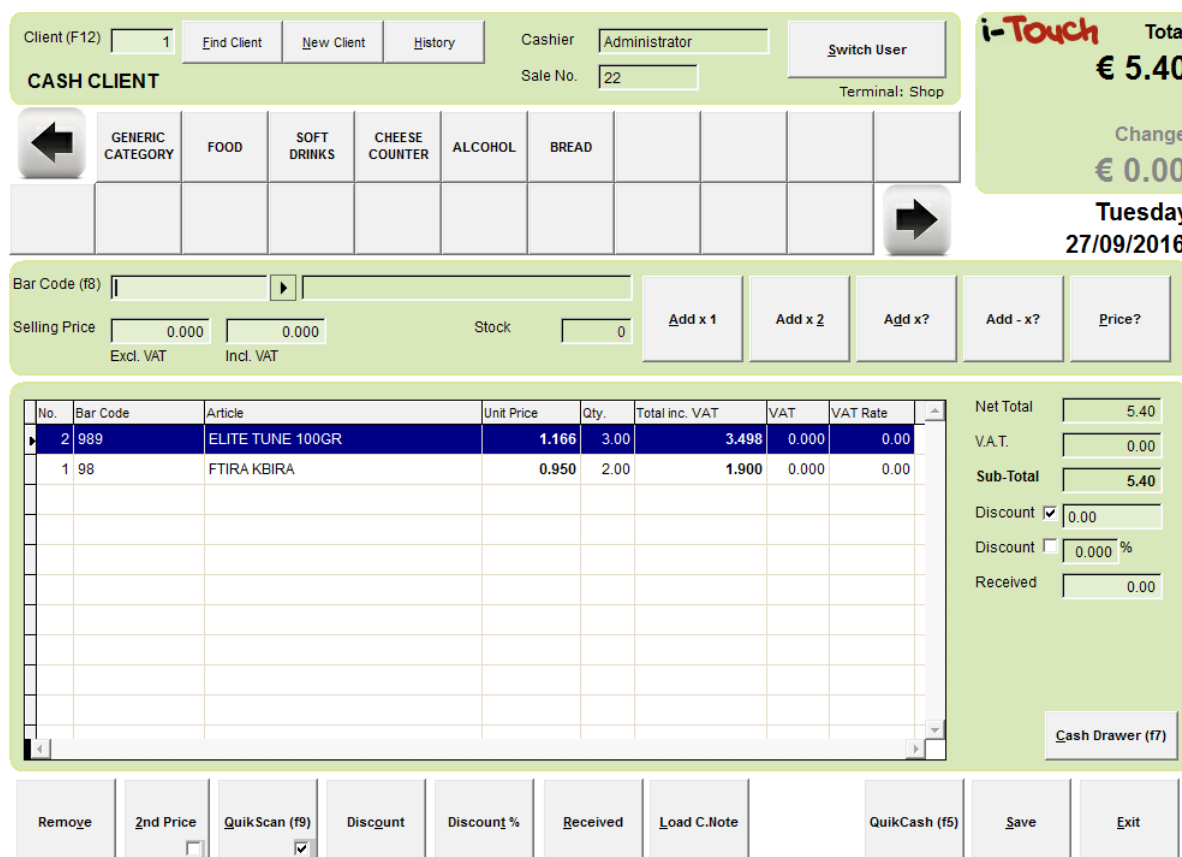 Client (F12) 1 Find Client New Client History Cashier Administrator Switch User
CASH CLIENT Sale No. 22 Terminal: Shop
i-Touch Tota
€ 5.40
Change
€ 0.00
Tuesday
27/09/2016
GENERIC CATEGORY FOOD SOFT DRINKS CHEESE COUNTER ALCOHOL BREAD
Bar Code (f8)
Selling Price 0.000 0.000 Stock 0
Excl. VAT Incl. VAT
Add x 1 Add x 2 Add x? Add - x? Price?
No. Bar Code Article Unit Price Qty. Total inc. VAT VAT VAT Rate
2 989 ELITE TUNE 100GR 1.166 3.00 3.498 0.000 0.00
1 98 FTIRA KBIRA 0.950 2.00 1.900 0.000 0.00
Net Total 5.40
V.A.T. 0.00
Sub-Total 5.40
Discount 0.00
Discount 0.000 %
Received 0.00
Cash Drawer (f7)
Remove 2nd Price QuikScan (f9) Discount Discount % Received Load C.Note QuikCash (f5) Save Exit